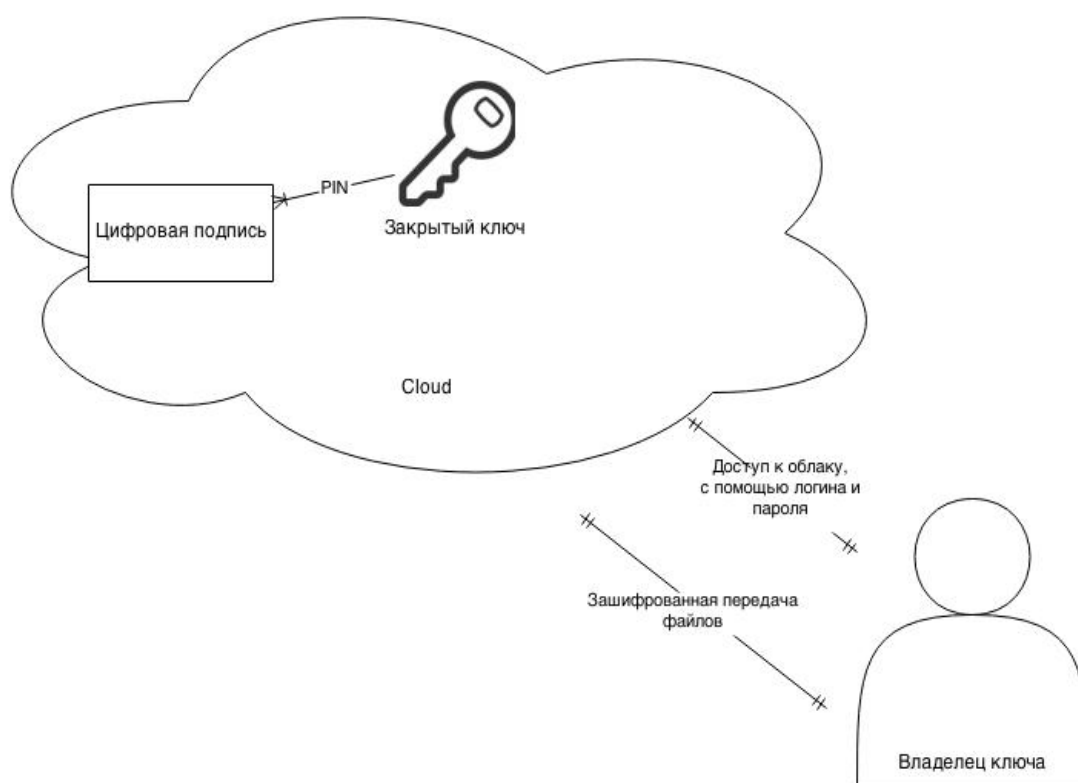 PIN
Цифровая подпись
Закрытый ключ
Cloud
Доступ к облаку,
с помощью логина и
пароля
Зашифрованная передача
файлов
Владелец ключа